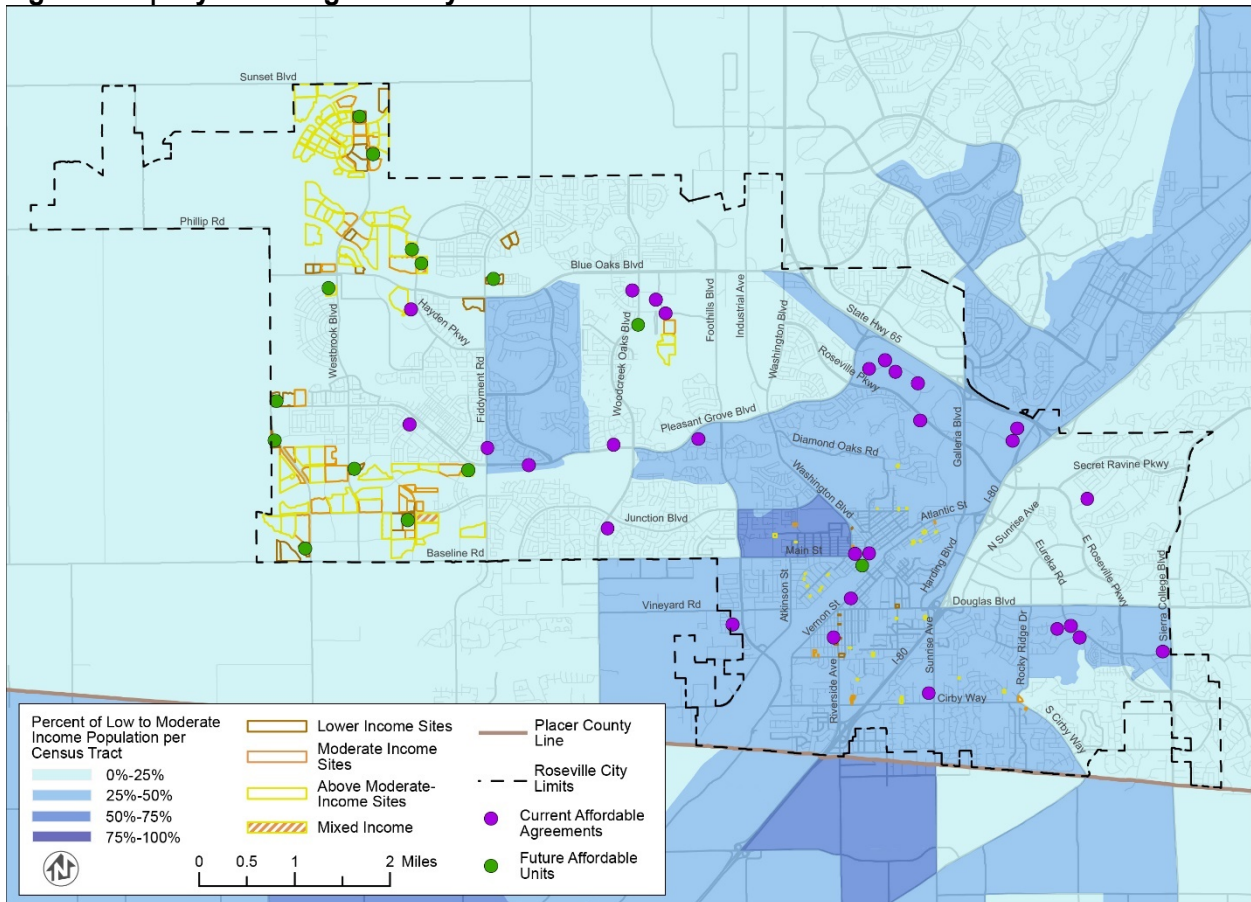 Sunset Blvd
Phillip Rd
Blue Oaks Blvd
Westbrook Blvd
Hayden Pkwy
Fiddyment Rd
Woodcreek Oaks Blvd
Foothills Blvd
Industrial Ave
Washington Blvd
State Hwy 65
Roseville Pkwy
Pleasant Grove Blvd
Galleria Blvd
Diamond Oaks Rd
Washington Blvd
I-80
Secret Ravine Pkwy
Atlantic St
N Sunrise Ave
Junction Blvd
Main St
Baseline Rd
Harding Blvd
Eureka Rd
E Roseville Pkwy
Sierra College Blvd
Atkinson St
Vineyard Rd
Vernon St
Douglas Blvd
Riverside Ave
I-80
Sunrise Ave
Rocky Ridge Dr
Cirby Way
S Cirby Way
Percent of Low to Moderate
Income Population per
Census Tract
0%-25%
25%-50%
50%-75%
75%-100%
N
0 0.5 1 2 Miles
Lower Income Sites
Moderate Income
Sites
Above Moderate-
Income Sites
Mixed Income
Placer County
Line
Roseville City
Limits
Current Affordable
Agreements
Future Affordable
Units